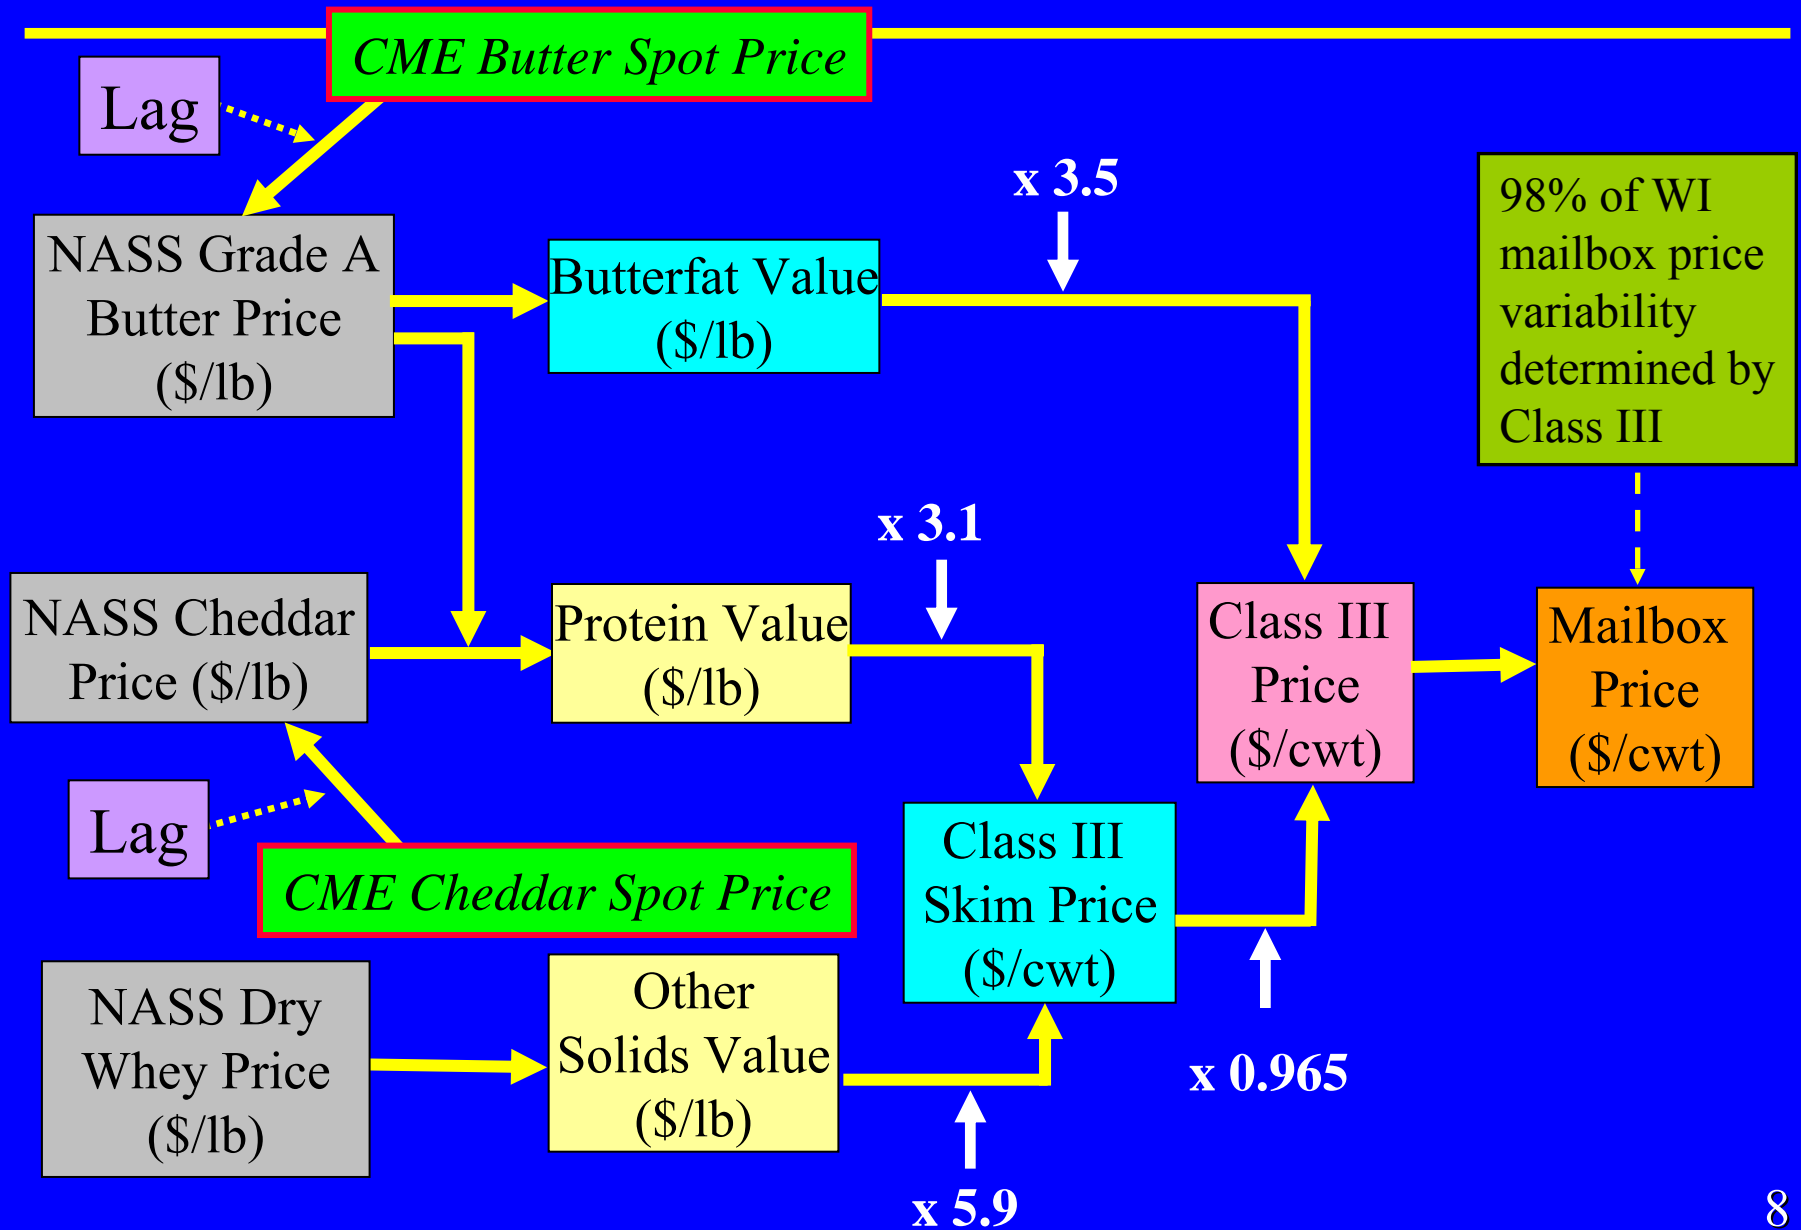 CME Butter Spot Price
Lag
x 3.5
98% of WI
mailbox price
variability
determined by
Class III
NASS Grade A
Butter Price
($/lb)
Butterfat Value
($/lb)
x 3.1
NASS Cheddar
Price ($/lb)
Protein Value
($/lb)
Class III
Price
($/cwt)
Mailbox
Price
($/cwt)
Lag
CME Cheddar Spot Price
Class III
Skim Price
($/cwt)
NASS Dry
Whey Price
($/lb)
Other
Solids Value
($/lb)
x 0.965
x 5.9
8